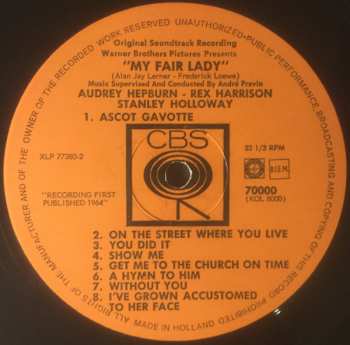 ALL RIGHTS OF THE MANUFACTURER AND OF THE OWNER OF THE RECORDED WORK RESERVED UNAUTHORIZED·PUBLIC PERFORMANCE, BROADCASTING AND COPYING OF THIS RECORD PROHIBITED
Original Soundtrack Recording
Warner Brothers Pictures Presents
"MY FAIR LADY"
(Alan Jay Lerner - Frederick Loewe)
Music Supervised And Conducted By André Previn
AUDREY HEPBURN - REX HARRISON
STANLEY HOLLOWAY
1. ASCOT GAVOTTE
CBS
XLP 77380-2
33 1/3 RPM
B.I.E.M.
"RECORDING FIRST
PUBLISHED 1964"
70000
(KOL 8000)
2. ON THE STREET WHERE YOU LIVE
3. YOU DID IT
4. SHOW ME
5. GET ME TO THE CHURCH ON TIME
6. A HYMN TO HIM
7. WITHOUT YOU
8. I'VE GROWN ACCUSTOMED
TO HER FACE
MADE IN HOLLAND